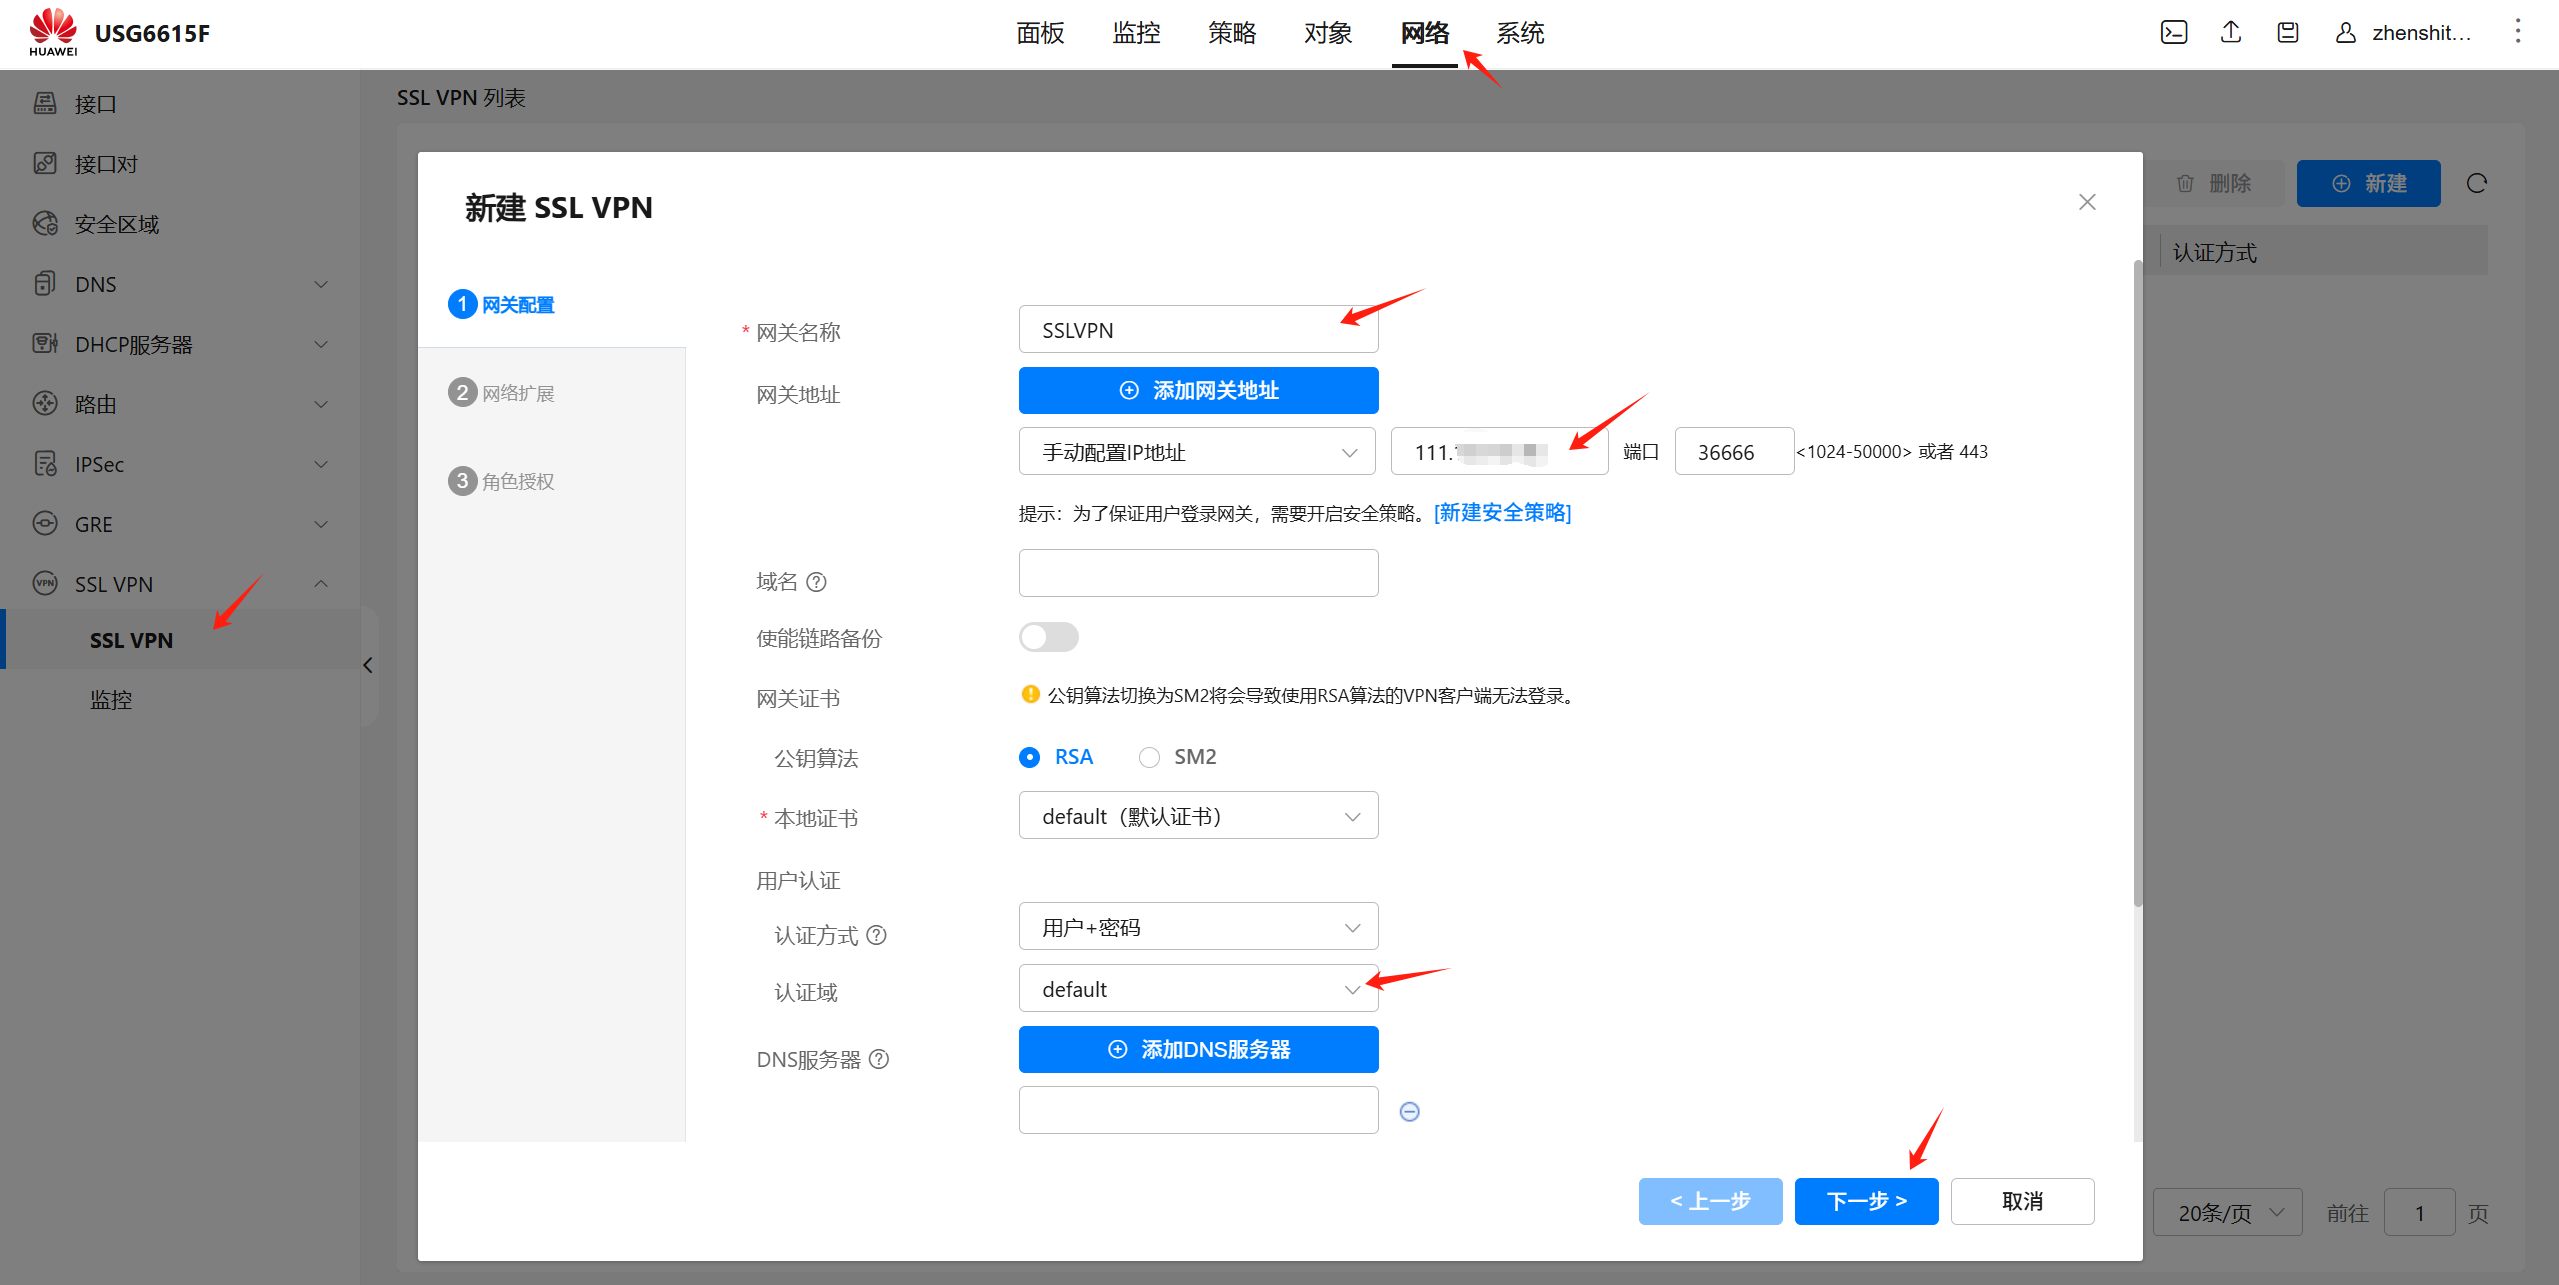 HUAWEI
USG6615F
面板 监控 策略 对象 网络 系统
zhenshit...
接口
接口对
安全区域
DNS
DHCP服务器
路由
IPSec
GRE
VPN SSL VPN
SSL VPN
监控
SSL VPN 列表
删除 新建
认证方式
新建 SSL VPN
1 网关配置
2 网络扩展
3 角色授权
* 网关名称 SSLVPN
网关地址 添加网关地址
手动配置IP地址 111. 端口 36666 <1024-50000> 或者 443
提示：为了保证用户登录网关，需要开启安全策略。[新建安全策略]
域名 ?
使能链路备份
网关证书 ! 公钥算法切换为SM2将会导致使用RSA算法的VPN客户端无法登录。
公钥算法 RSA SM2
* 本地证书 default（默认证书）
用户认证
认证方式 ? 用户+密码
认证域 default
DNS服务器 ? 添加DNS服务器
< 上一步 下一步 > 取消
20条/页 前往 1 页